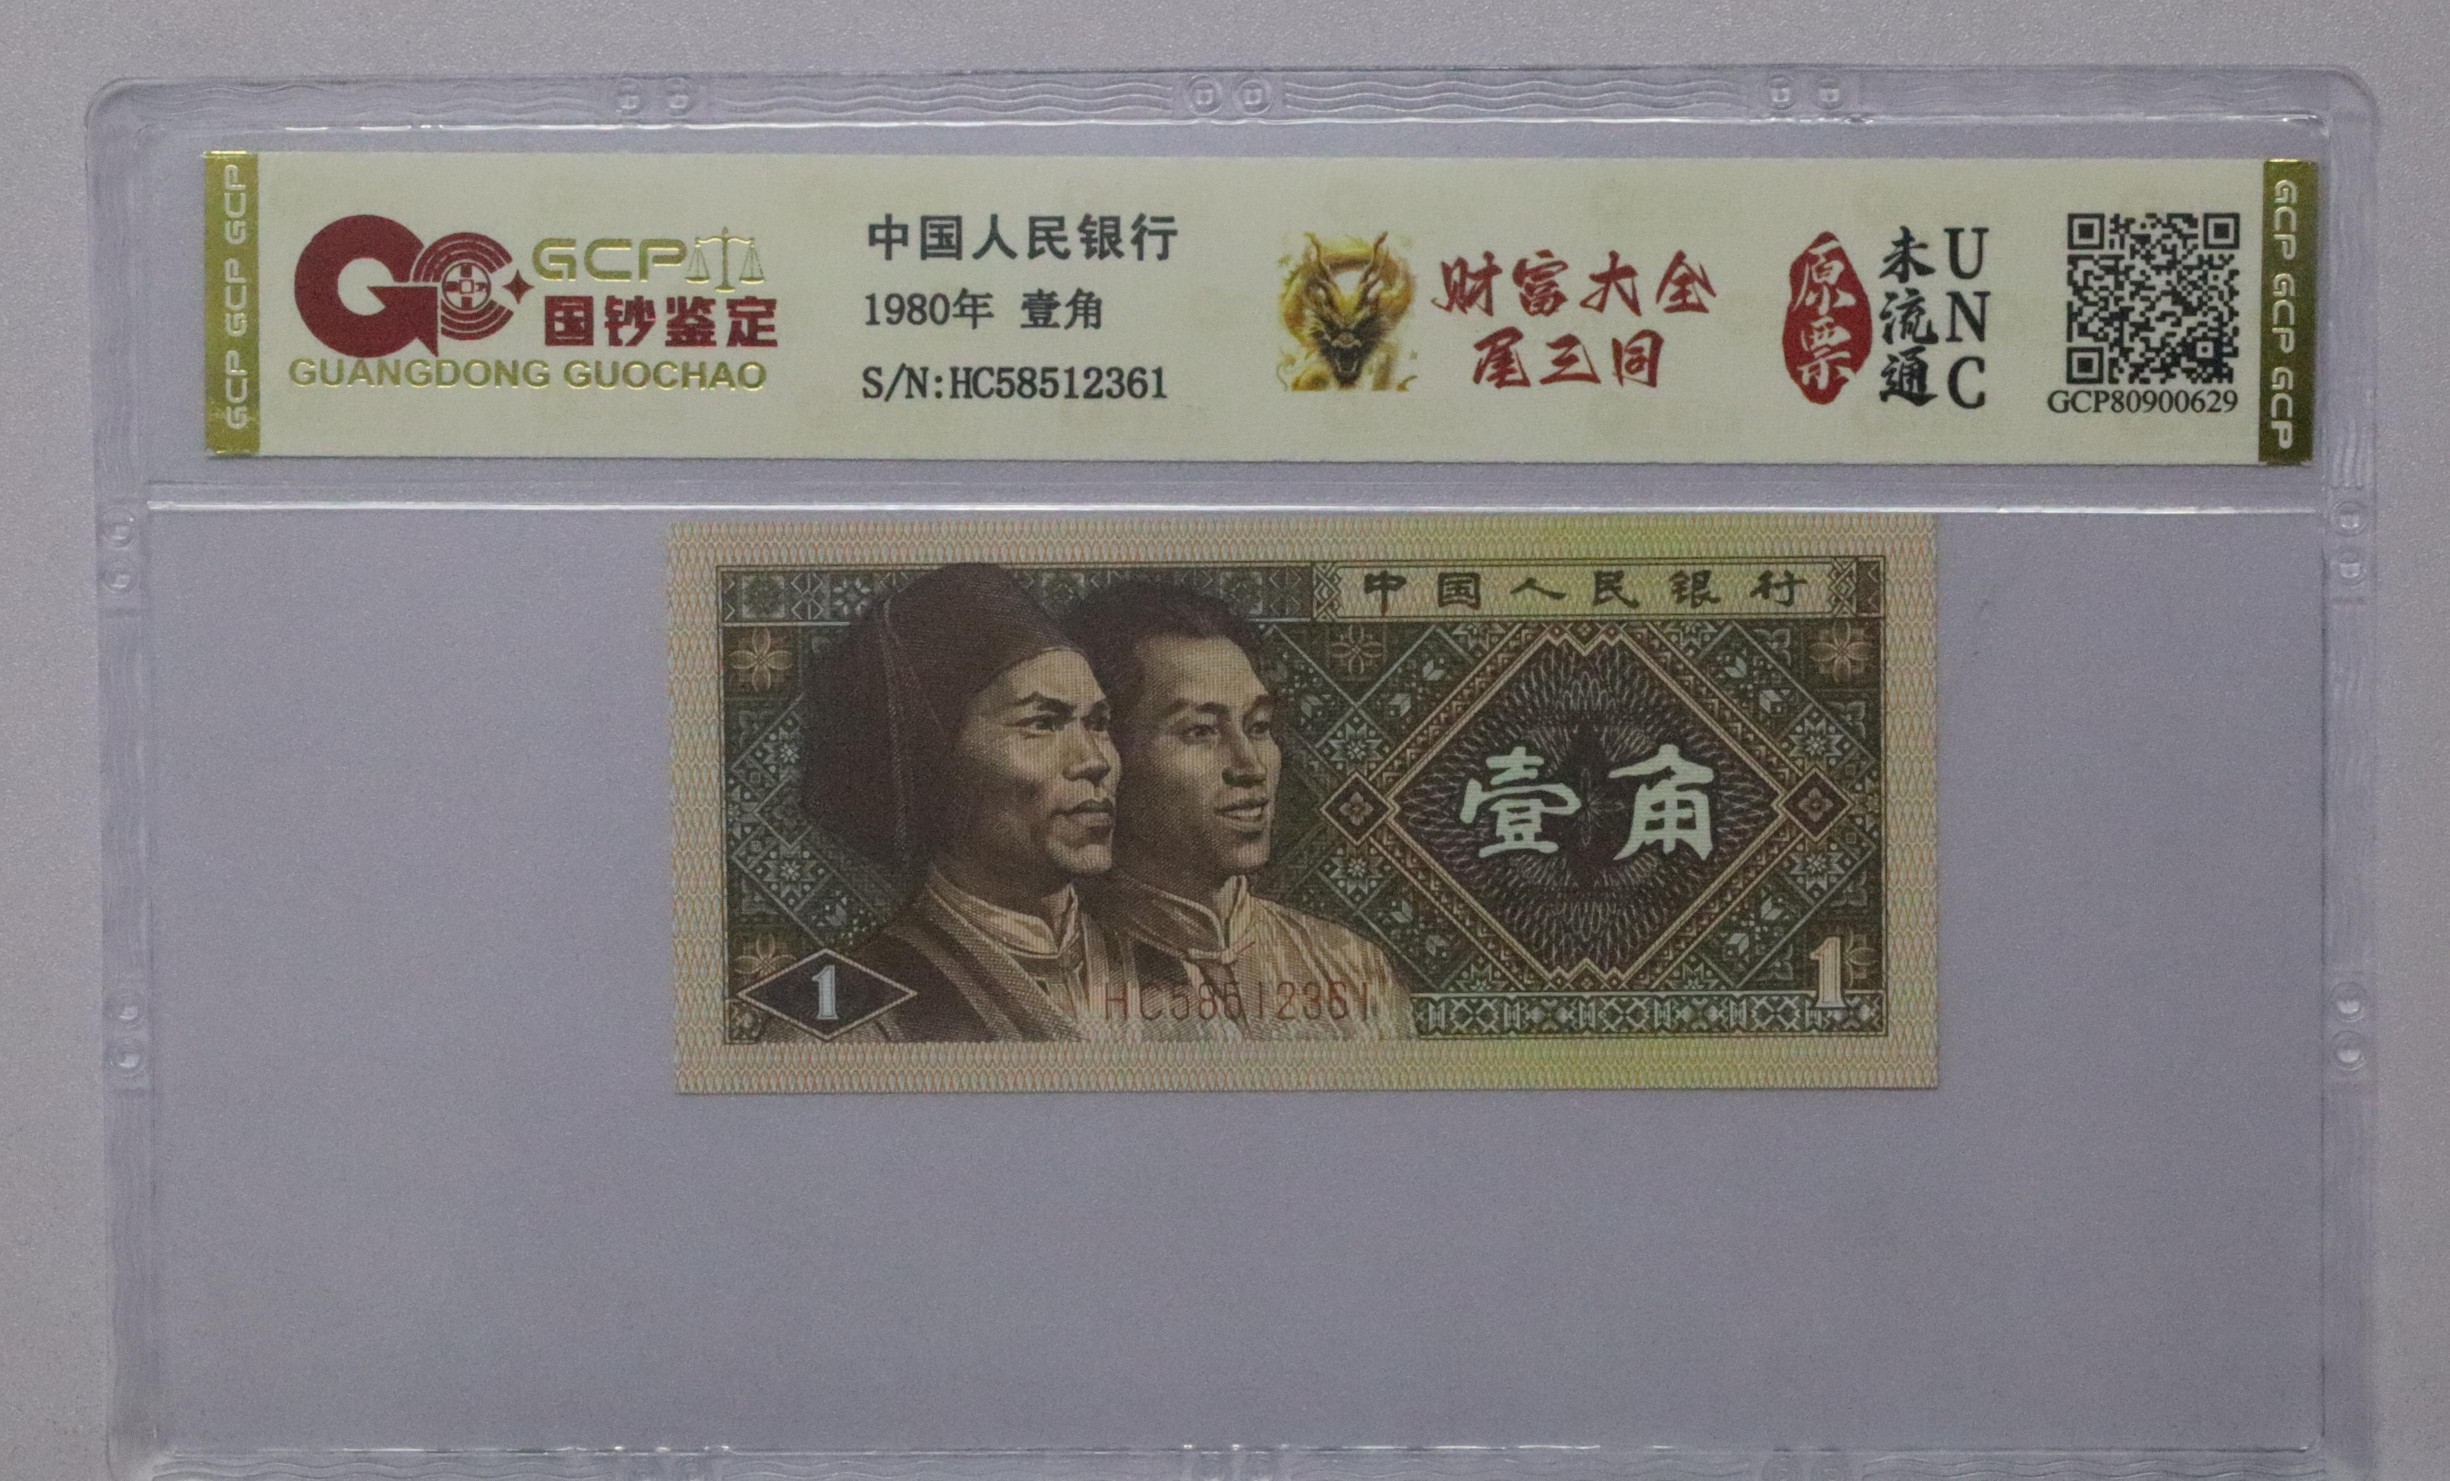 GCP GCP GCP
GCP
国钞鉴定
GUANGDONG GUOCHAO
中国人民银行
1980年 壹角
S/N:HC58512361
财富大全
尾三同
原票
未流通
UNC
GCP80900629
GCP GCP GCP
中国人民银行
壹角
1
HC58512361
1